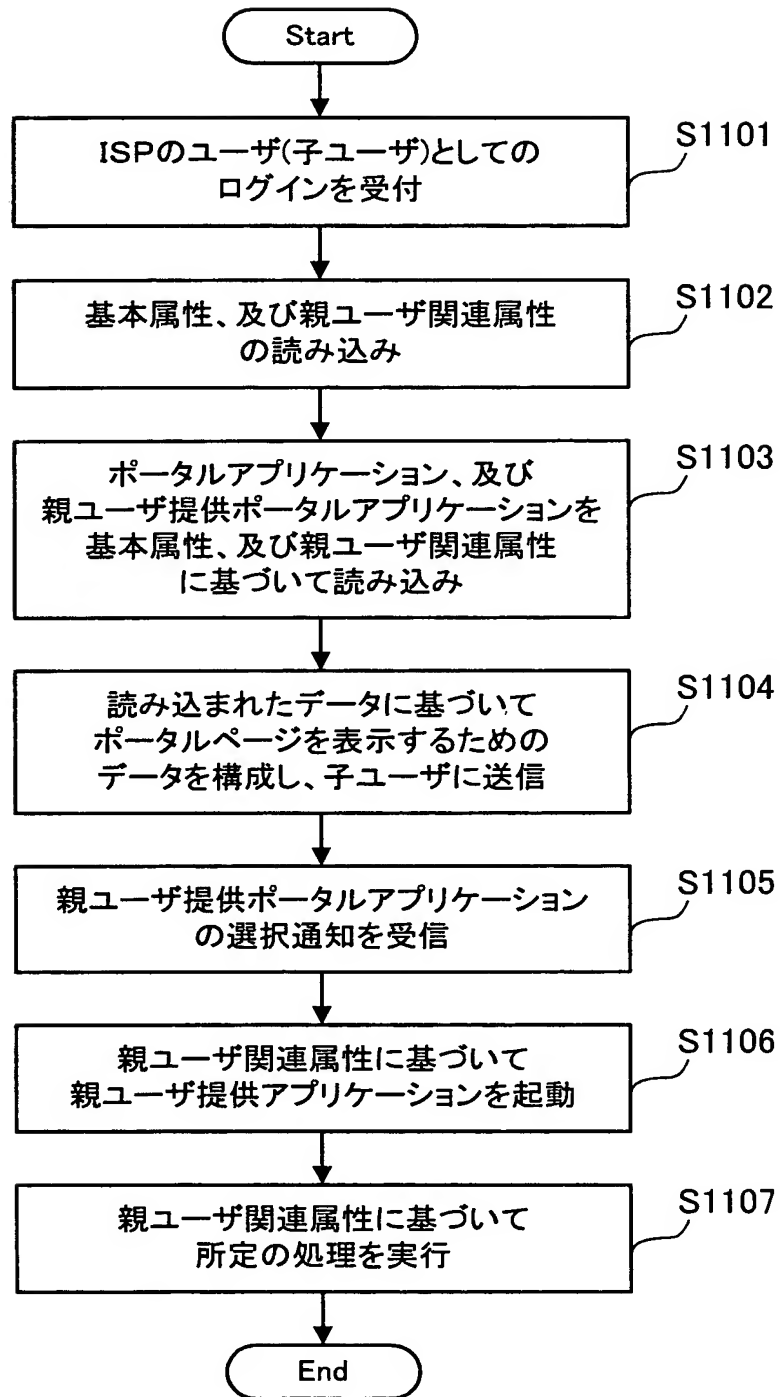 Start
ISPのユーザ(子ユーザ)としての
ログインを受付
S1101
基本属性、及び親ユーザ関連属性
の読み込み
S1102
ポータルアプリケーション、及び
親ユーザ提供ポータルアプリケーションを
基本属性、及び親ユーザ関連属性
に基づいて読み込み
S1103
読み込まれたデータに基づいて
ポータルページを表示するための
データを構成し、子ユーザに送信
S1104
親ユーザ提供ポータルアプリケーション
の選択通知を受信
S1105
親ユーザ関連属性に基づいて
親ユーザ提供アプリケーションを起動
S1106
親ユーザ関連属性に基づいて
所定の処理を実行
S1107
End